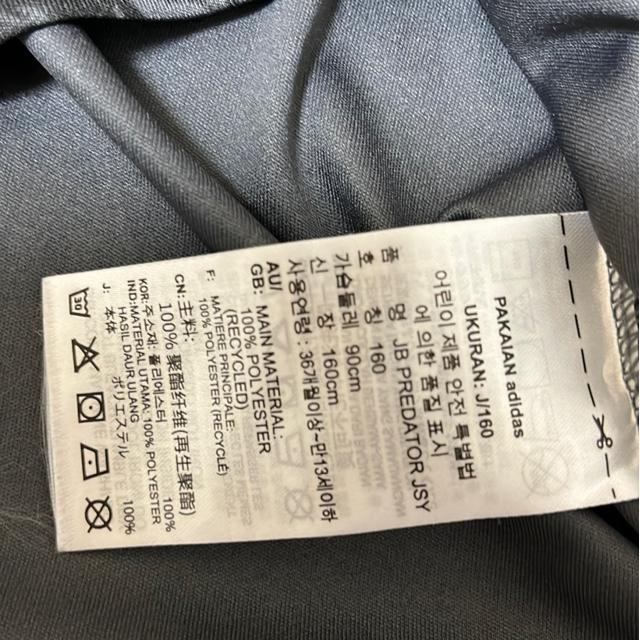 PAKAIAN adidas
UKURAN: J/160
어린이 제품 안전 특별법
에 의한 품질 표시
품 명 JB PREDATOR JSY
호 칭 160
가슴둘레 90cm
신 장 160cm
사용연령: 36개월이상~만13세이하
AU/
GB: MAIN MATERIAL:
100% POLYESTER
(RECYCLED)
F: MATIERE PRINCIPALE:
100% POLYESTER (RECYCLÉ)
CN: 主料:
100% 聚酯纤维(再生聚酯)
KOR: 주소재: 폴리에스터 100%
IND: MATERIAL UTAMA: 100% POLYESTER
HASIL DAUR ULANG
J: 本体
ポリエステル 100%
30